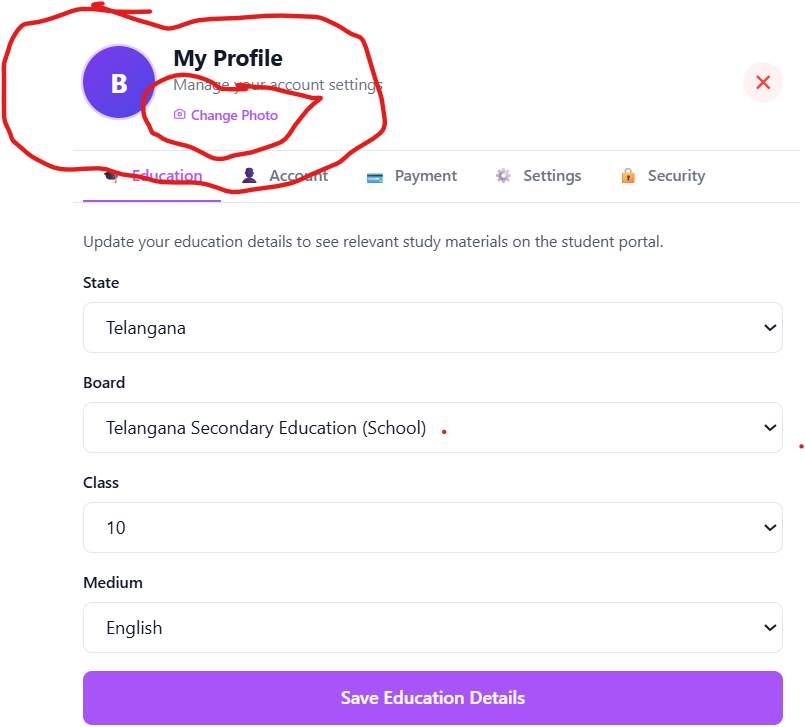 My Profile
B
Manage your account settings
Change Photo
Education Account Payment Settings Security
Update your education details to see relevant study materials on the student portal.
State
Telangana
Board
Telangana Secondary Education (School)
Class
10
Medium
English
Save Education Details